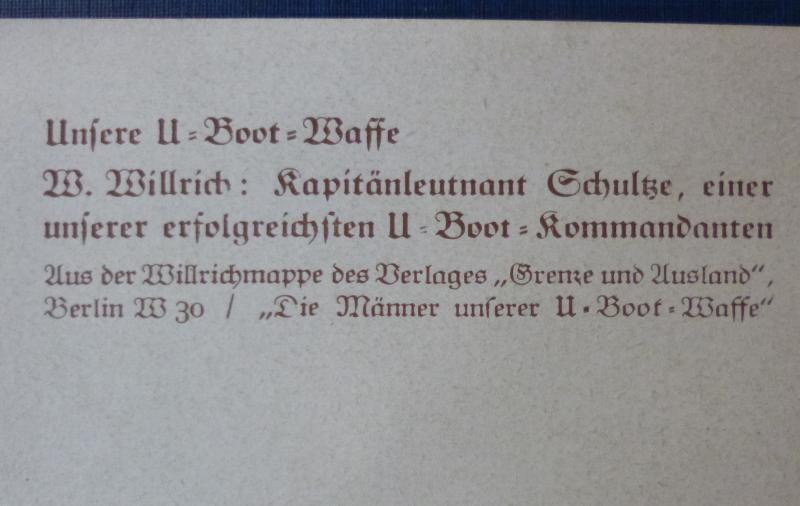 Unsere U-Boot-Waffe
W. Willrich: Kapitänleutnant Schultze, einer
unserer erfolgreichsten U-Boot-Kommandanten
Aus der Willrichmappe des Verlages „Grenze und Ausland“,
Berlin W 30 / „Die Männer unserer U-Boot-Waffe“